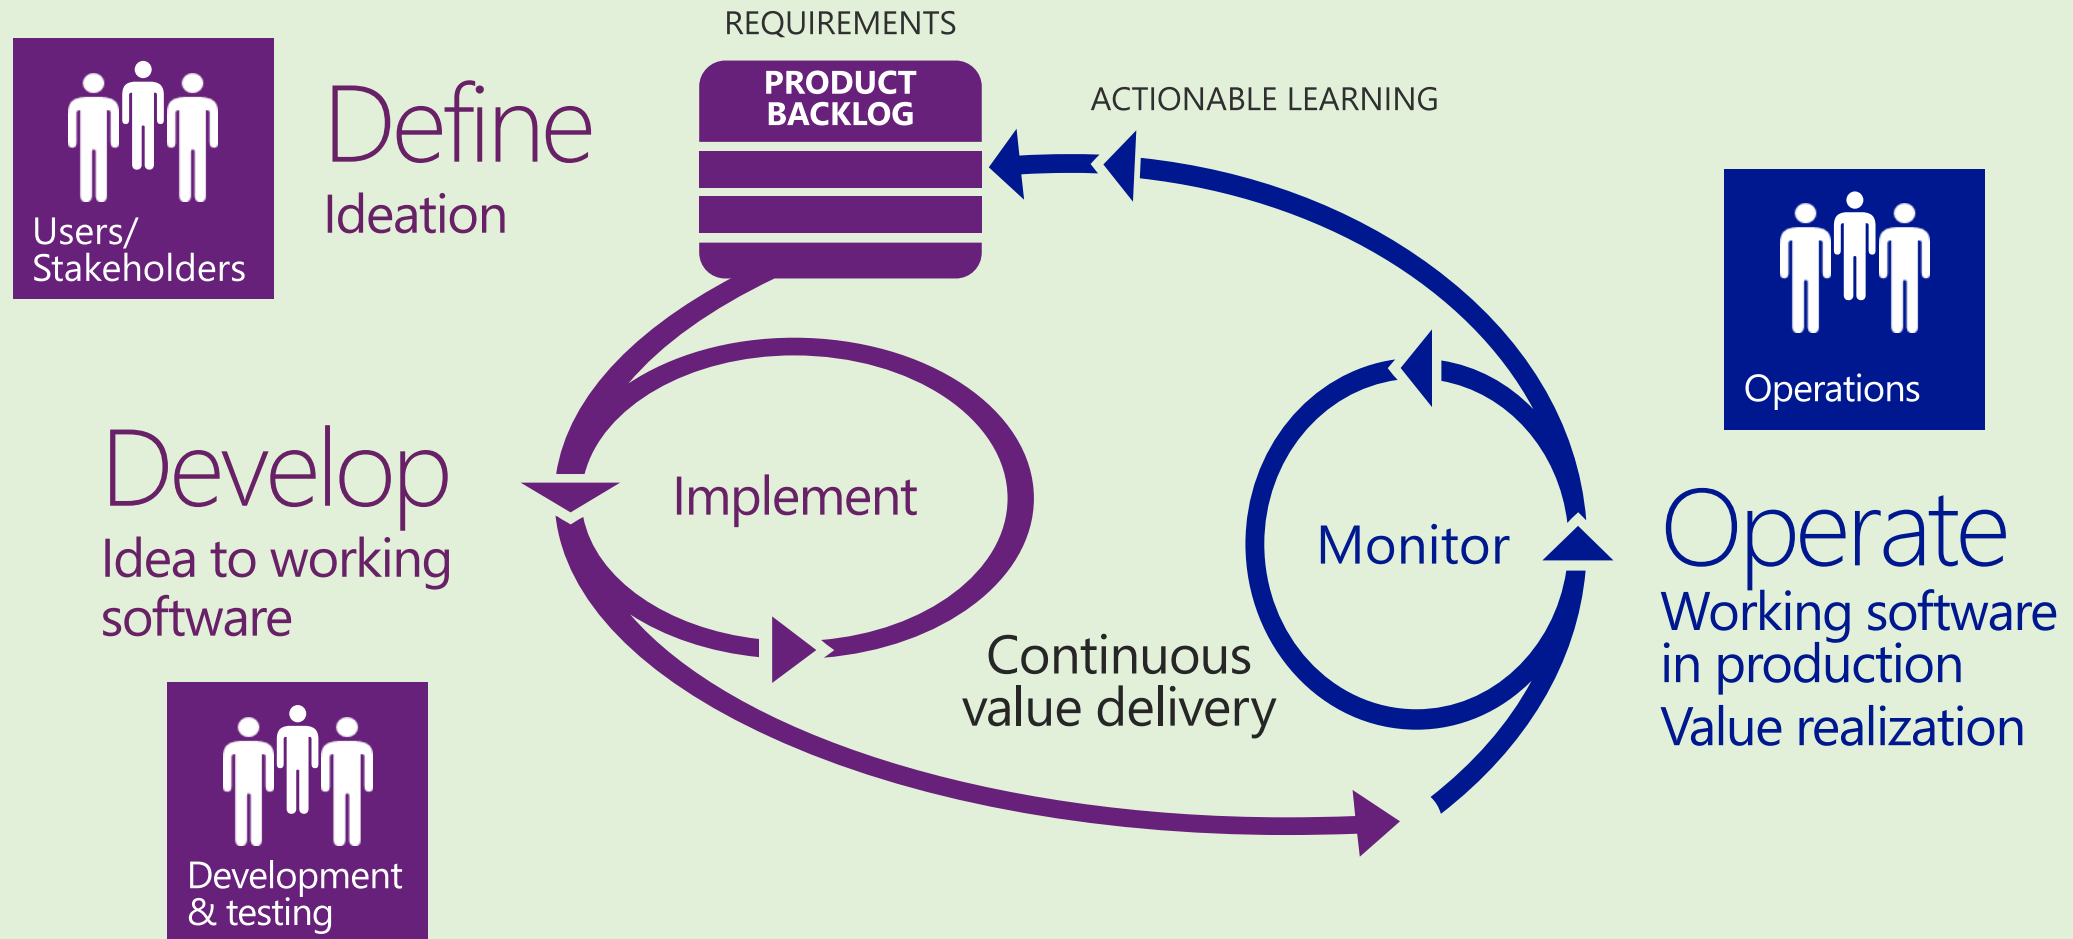 REQUIREMENTS
PRODUCT
BACKLOG
ACTIONABLE LEARNING
Users/
Stakeholders
Define
Ideation
Operations
Develop
Idea to working
software
Implement
Monitor
Operate
Working software
in production
Value realization
Continuous
value delivery
Development
& testing